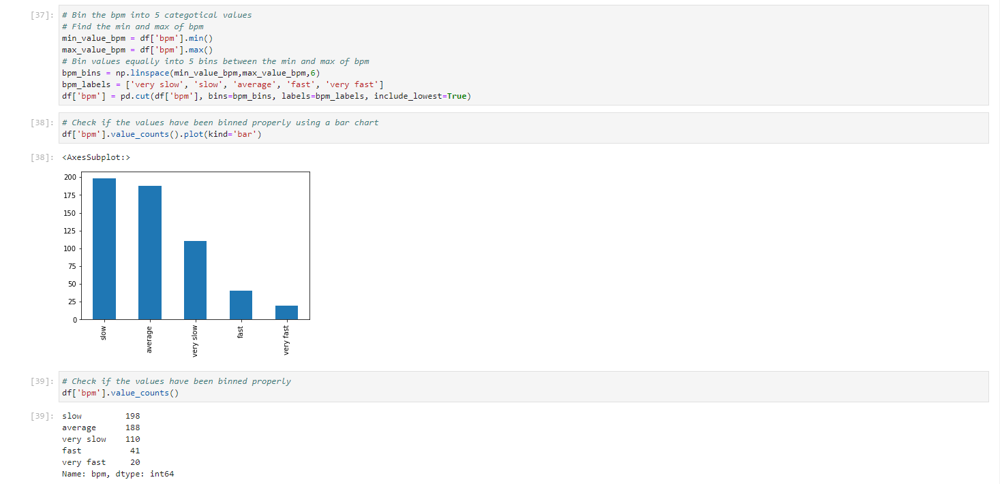 [37]: # Bin the bpm into 5 categotical values
# Find the min and max of bpm
min_value_bpm = df['bpm'].min()
max_value_bpm = df['bpm'].max()
# Bin values equally into 5 bins between the min and max of bpm
bpm_bins = np.linspace(min_value_bpm,max_value_bpm,6)
bpm_labels = ['very slow', 'slow', 'average', 'fast', 'very fast']
df['bpm'] = pd.cut(df['bpm'], bins=bpm_bins, labels=bpm_labels, include_lowest=True)
[38]: # Check if the values have been binned properly using a bar chart
df['bpm'].value_counts().plot(kind='bar')
[38]: <AxesSubplot:>
200
175
150
125
100
75
50
25
0
slow
average
very slow
fast
very fast
[39]: # Check if the values have been binned properly
df['bpm'].value_counts()
[39]: slow 198
average 188
very slow 110
fast 41
very fast 20
Name: bpm, dtype: int64